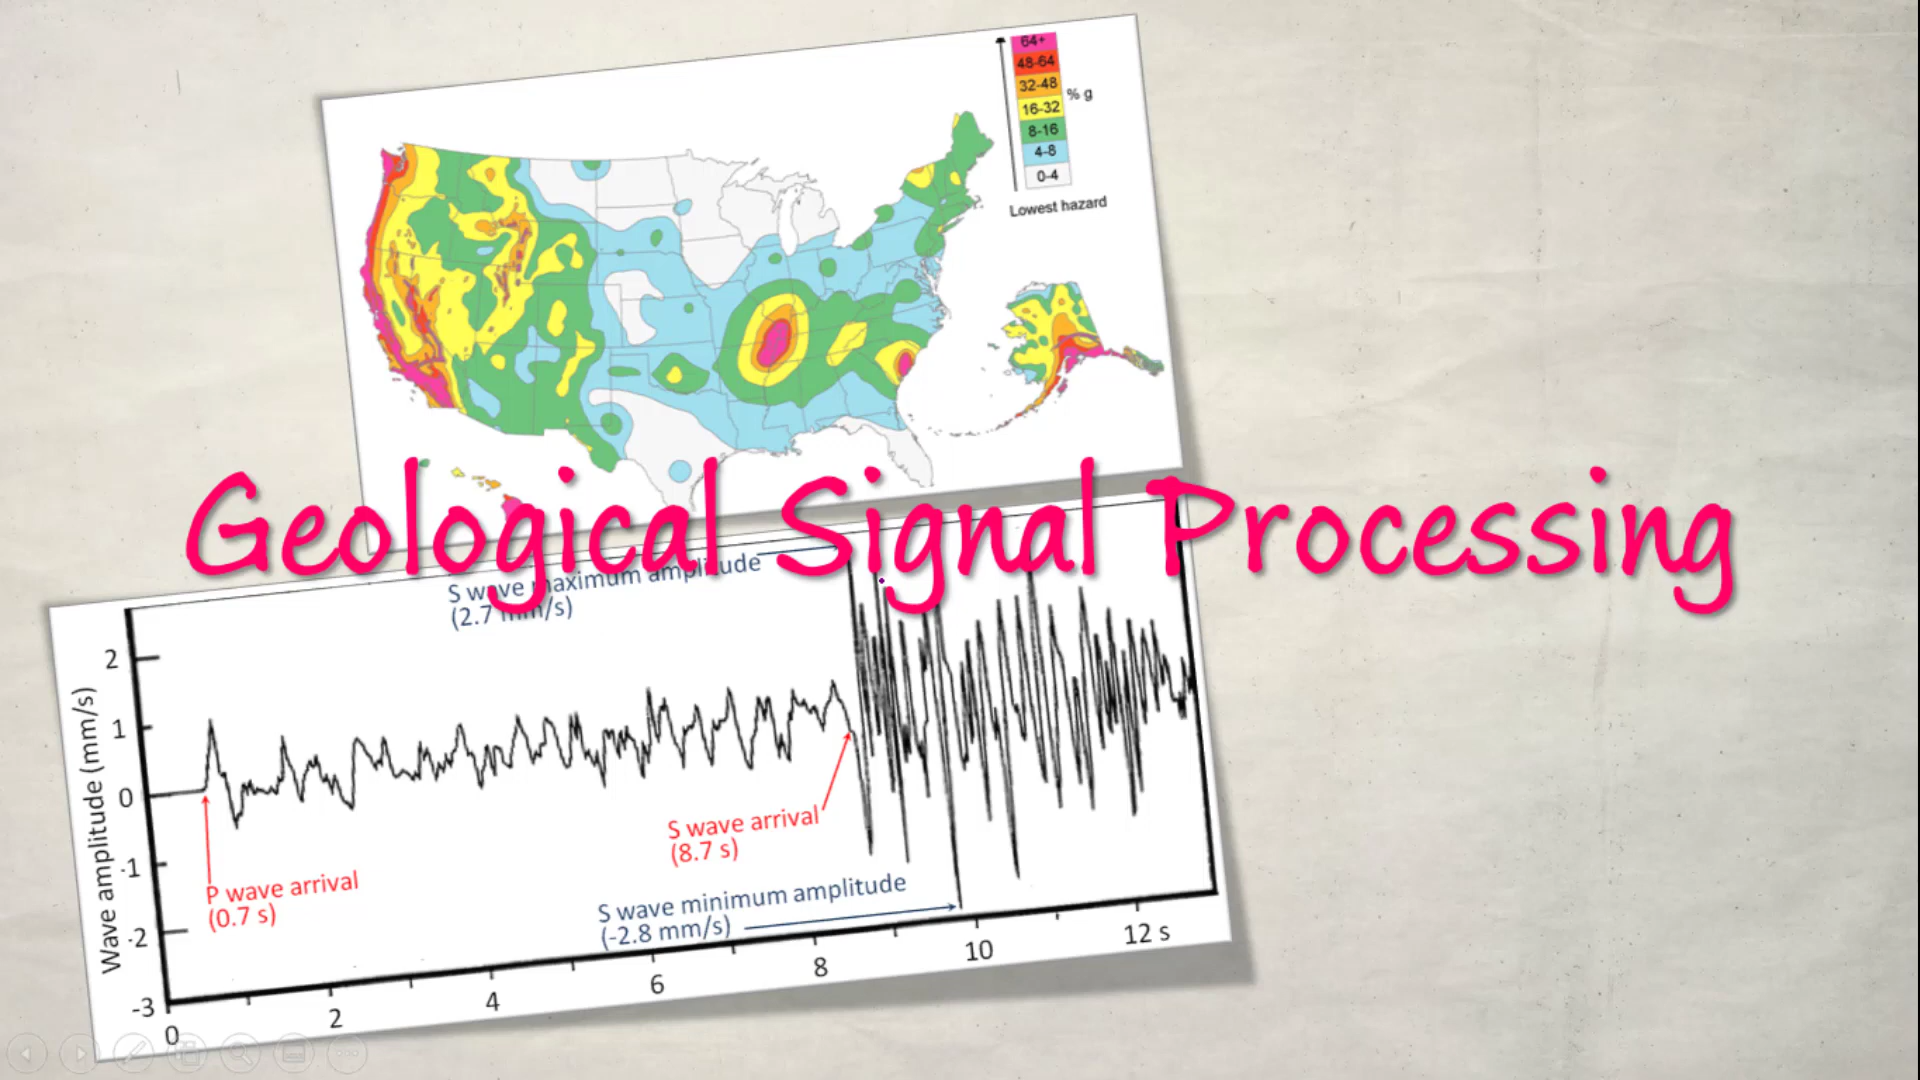 64+
48-64
32-48
% g
16-32
8-16
4-8
0-4
Lowest hazard
Geological Signal Processing
S wave maximum amplitude
(2.7 mm/s)
Wave amplitude (mm/s)
2
1
0
-1
-2
-3
S wave arrival
(8.7 s)
P wave arrival
(0.7 s)
S wave minimum amplitude
(-2.8 mm/s)
0
2
4
6
8
10
12 s